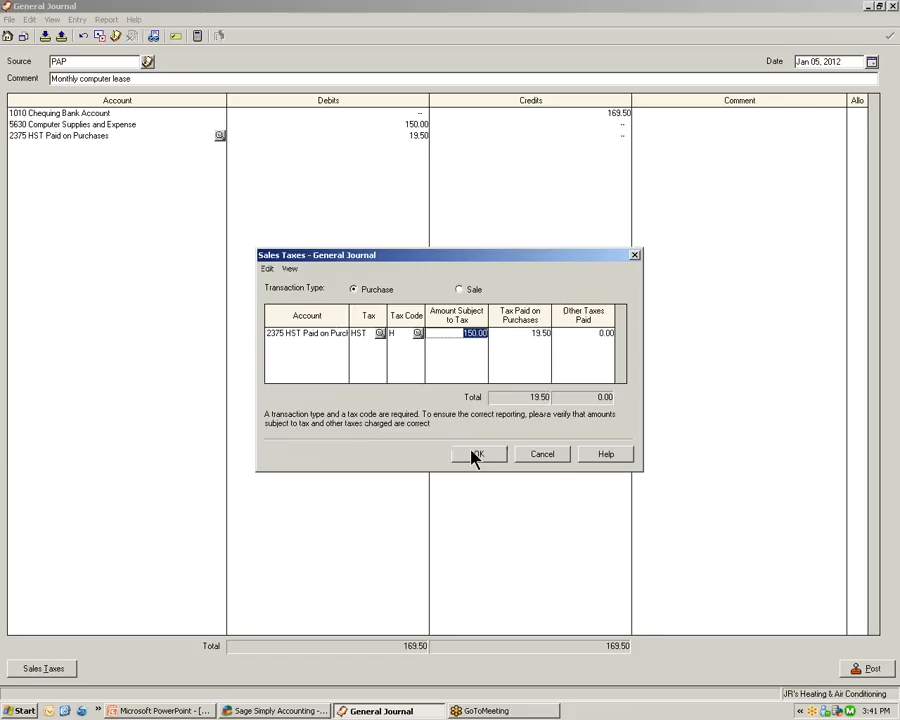 General Journal
File Edit View Entry Report Help
Source PAP Date Jan 05, 2012
Comment Monthly computer lease
Account Debits Credits Comment Allo
1010 Chequing Bank Account -- 169.50
5630 Computer Supplies and Expense 150.00 --
2375 HST Paid on Purchases 19.50 --
Sales Taxes - General Journal
Edit View
Transaction Type: Purchase Sale
Account Tax Tax Code Amount Subject to Tax Tax Paid on Purchases Other Taxes Paid
2375 HST Paid on Purch HST H 150.00 19.50 0.00
Total 19.50 0.00
A transaction type and a tax code are required. To ensure the correct reporting, please verify that amounts
subject to tax and other taxes charged are correct
OK Cancel Help
Total 169.50 169.50
Sales Taxes Post
JR's Heating & Air Conditioning
Start » Microsoft PowerPoint - [... Sage Simply Accounting -... General Journal GoToMeeting « 3:41 PM